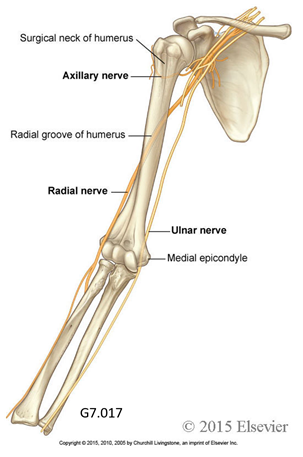 Surgical neck of humerus
Axillary nerve
Radial groove of humerus
Radial nerve
Ulnar nerve
Medial epicondyle
G7.017
© 2015 Elsevier
Copyright © 2015, 2010, 2005 by Churchill Livingstone, an imprint of Elsevier Inc.